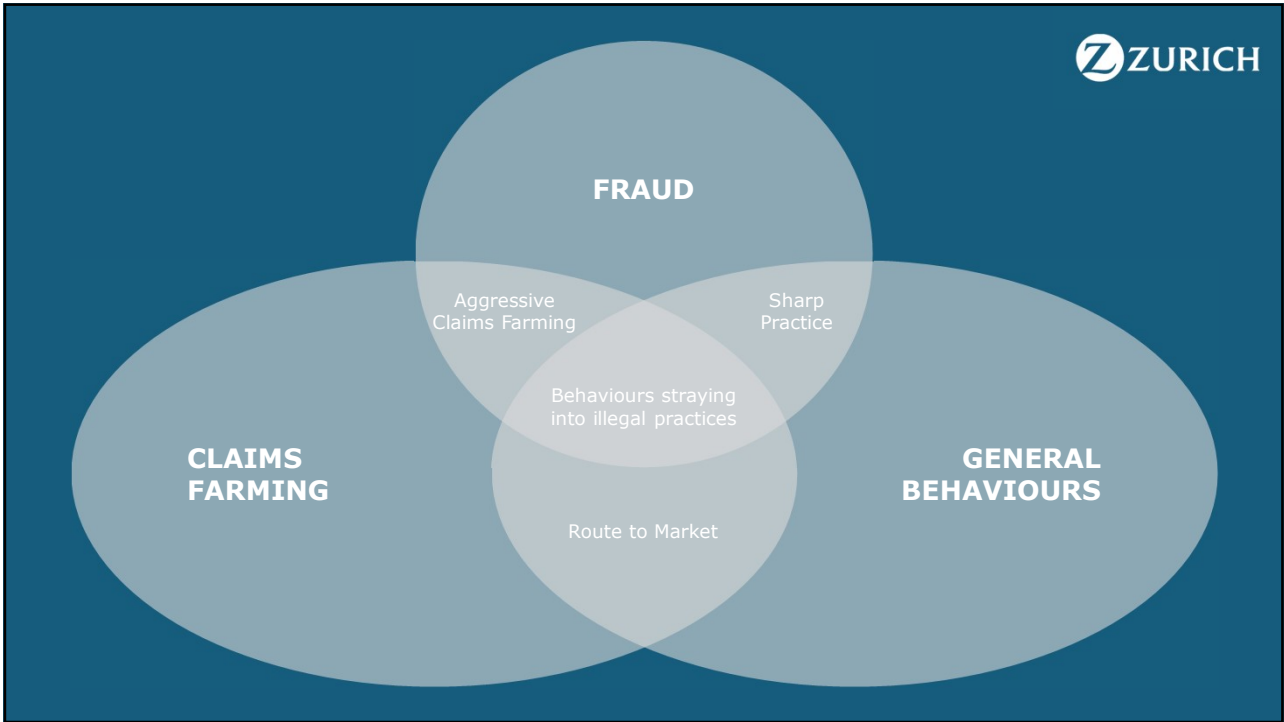 ZURICH
FRAUD
Aggressive
Claims Farming
Sharp
Practice
Behaviours straying
into illegal practices
CLAIMS
FARMING
GENERAL
BEHAVIOURS
Route to Market